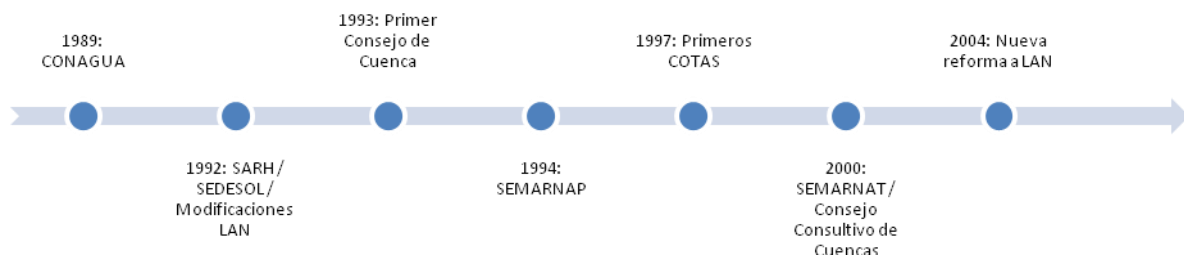 1989:
CONAGUA
1992: SARH /
SEDESOL /
Modificaciones
LAN
1993: Primer
Consejo de
Cuenca
1994:
SEMARNAP
1997: Primeros
COTAS
2000:
SEMARNAT /
Consejo
Consultivo de
Cuencas
2004: Nueva
reforma a LAN